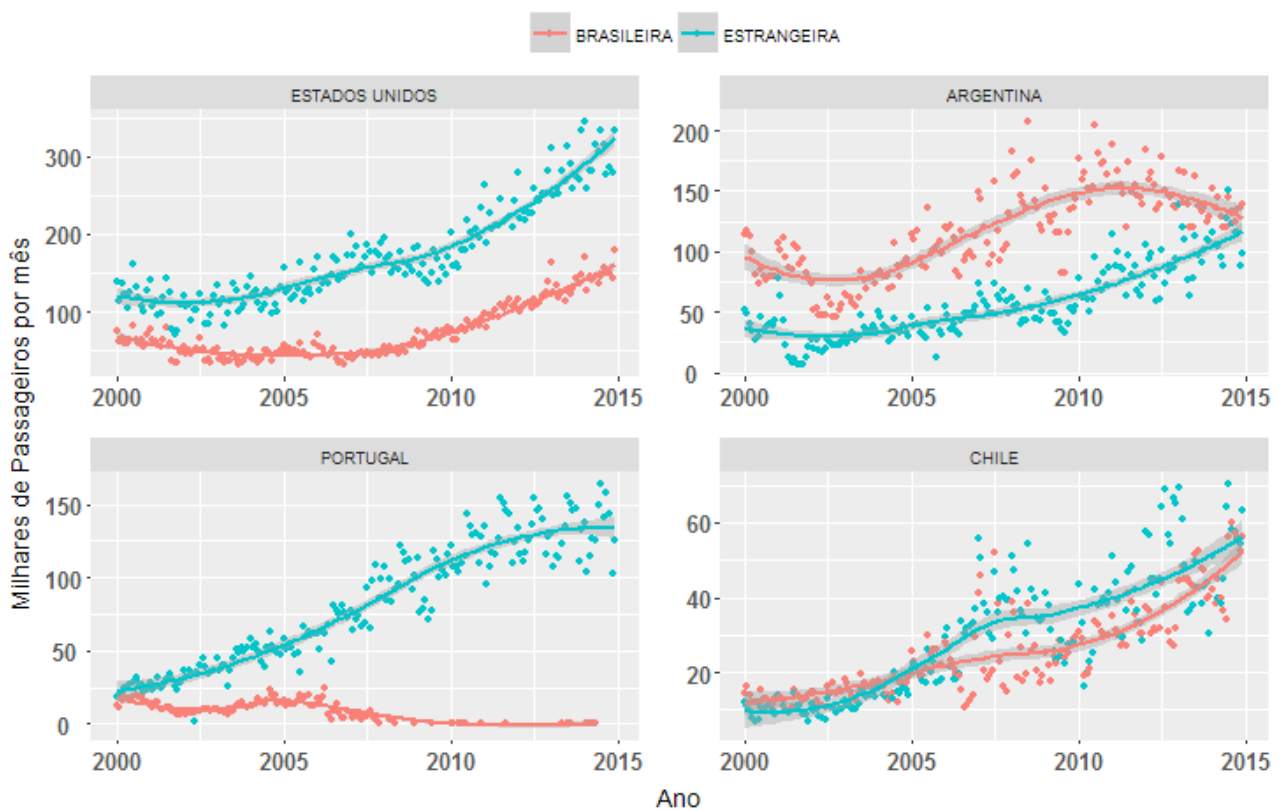 BRASILEIRA ESTRANGEIRA
ESTADOS UNIDOS
300
200
100
2000 2005 2010 2015
ARGENTINA
200
150
100
50
0
2000 2005 2010 2015
PORTUGAL
150
100
50
0
2000 2005 2010 2015
CHILE
60
40
20
2000 2005 2010 2015
Milhares de Passageiros por mês
Ano